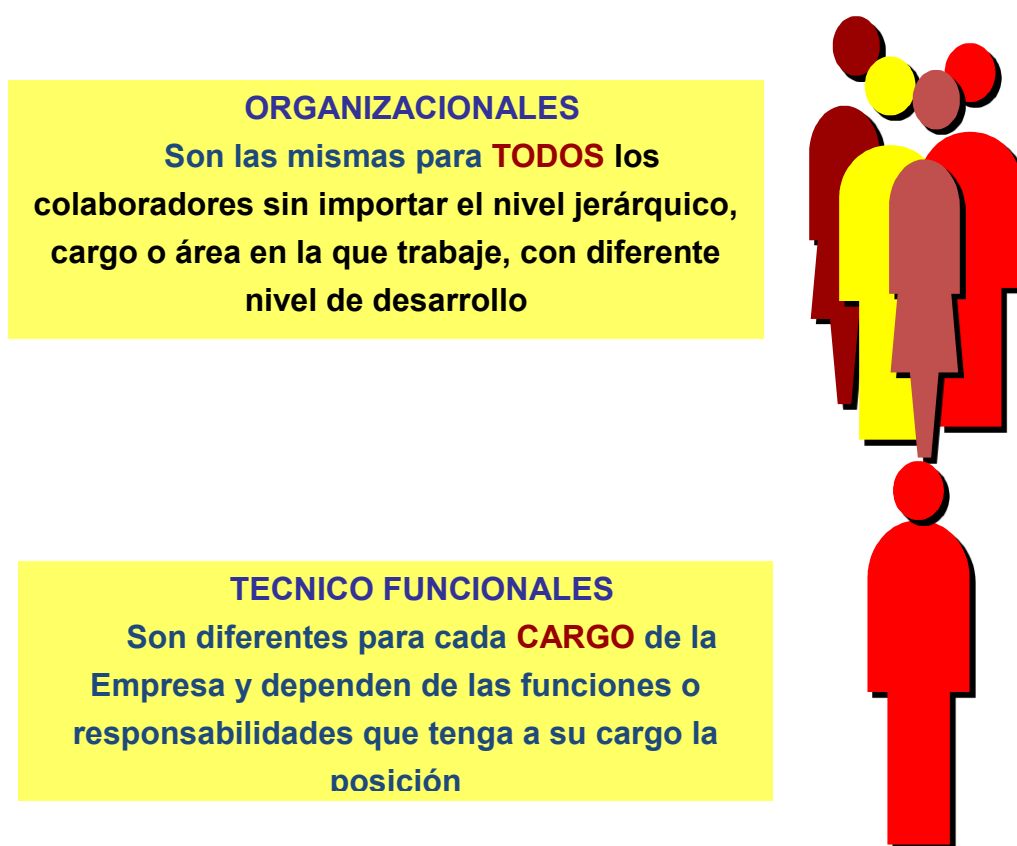 ORGANIZACIONALES
Son las mismas para TODOS los
colaboradores sin importar el nivel jerárquico,
cargo o área en la que trabaje, con diferente
nivel de desarrollo
TECNICO FUNCIONALES
Son diferentes para cada CARGO de la
Empresa y dependen de las funciones o
responsabilidades que tenga a su cargo la
posición